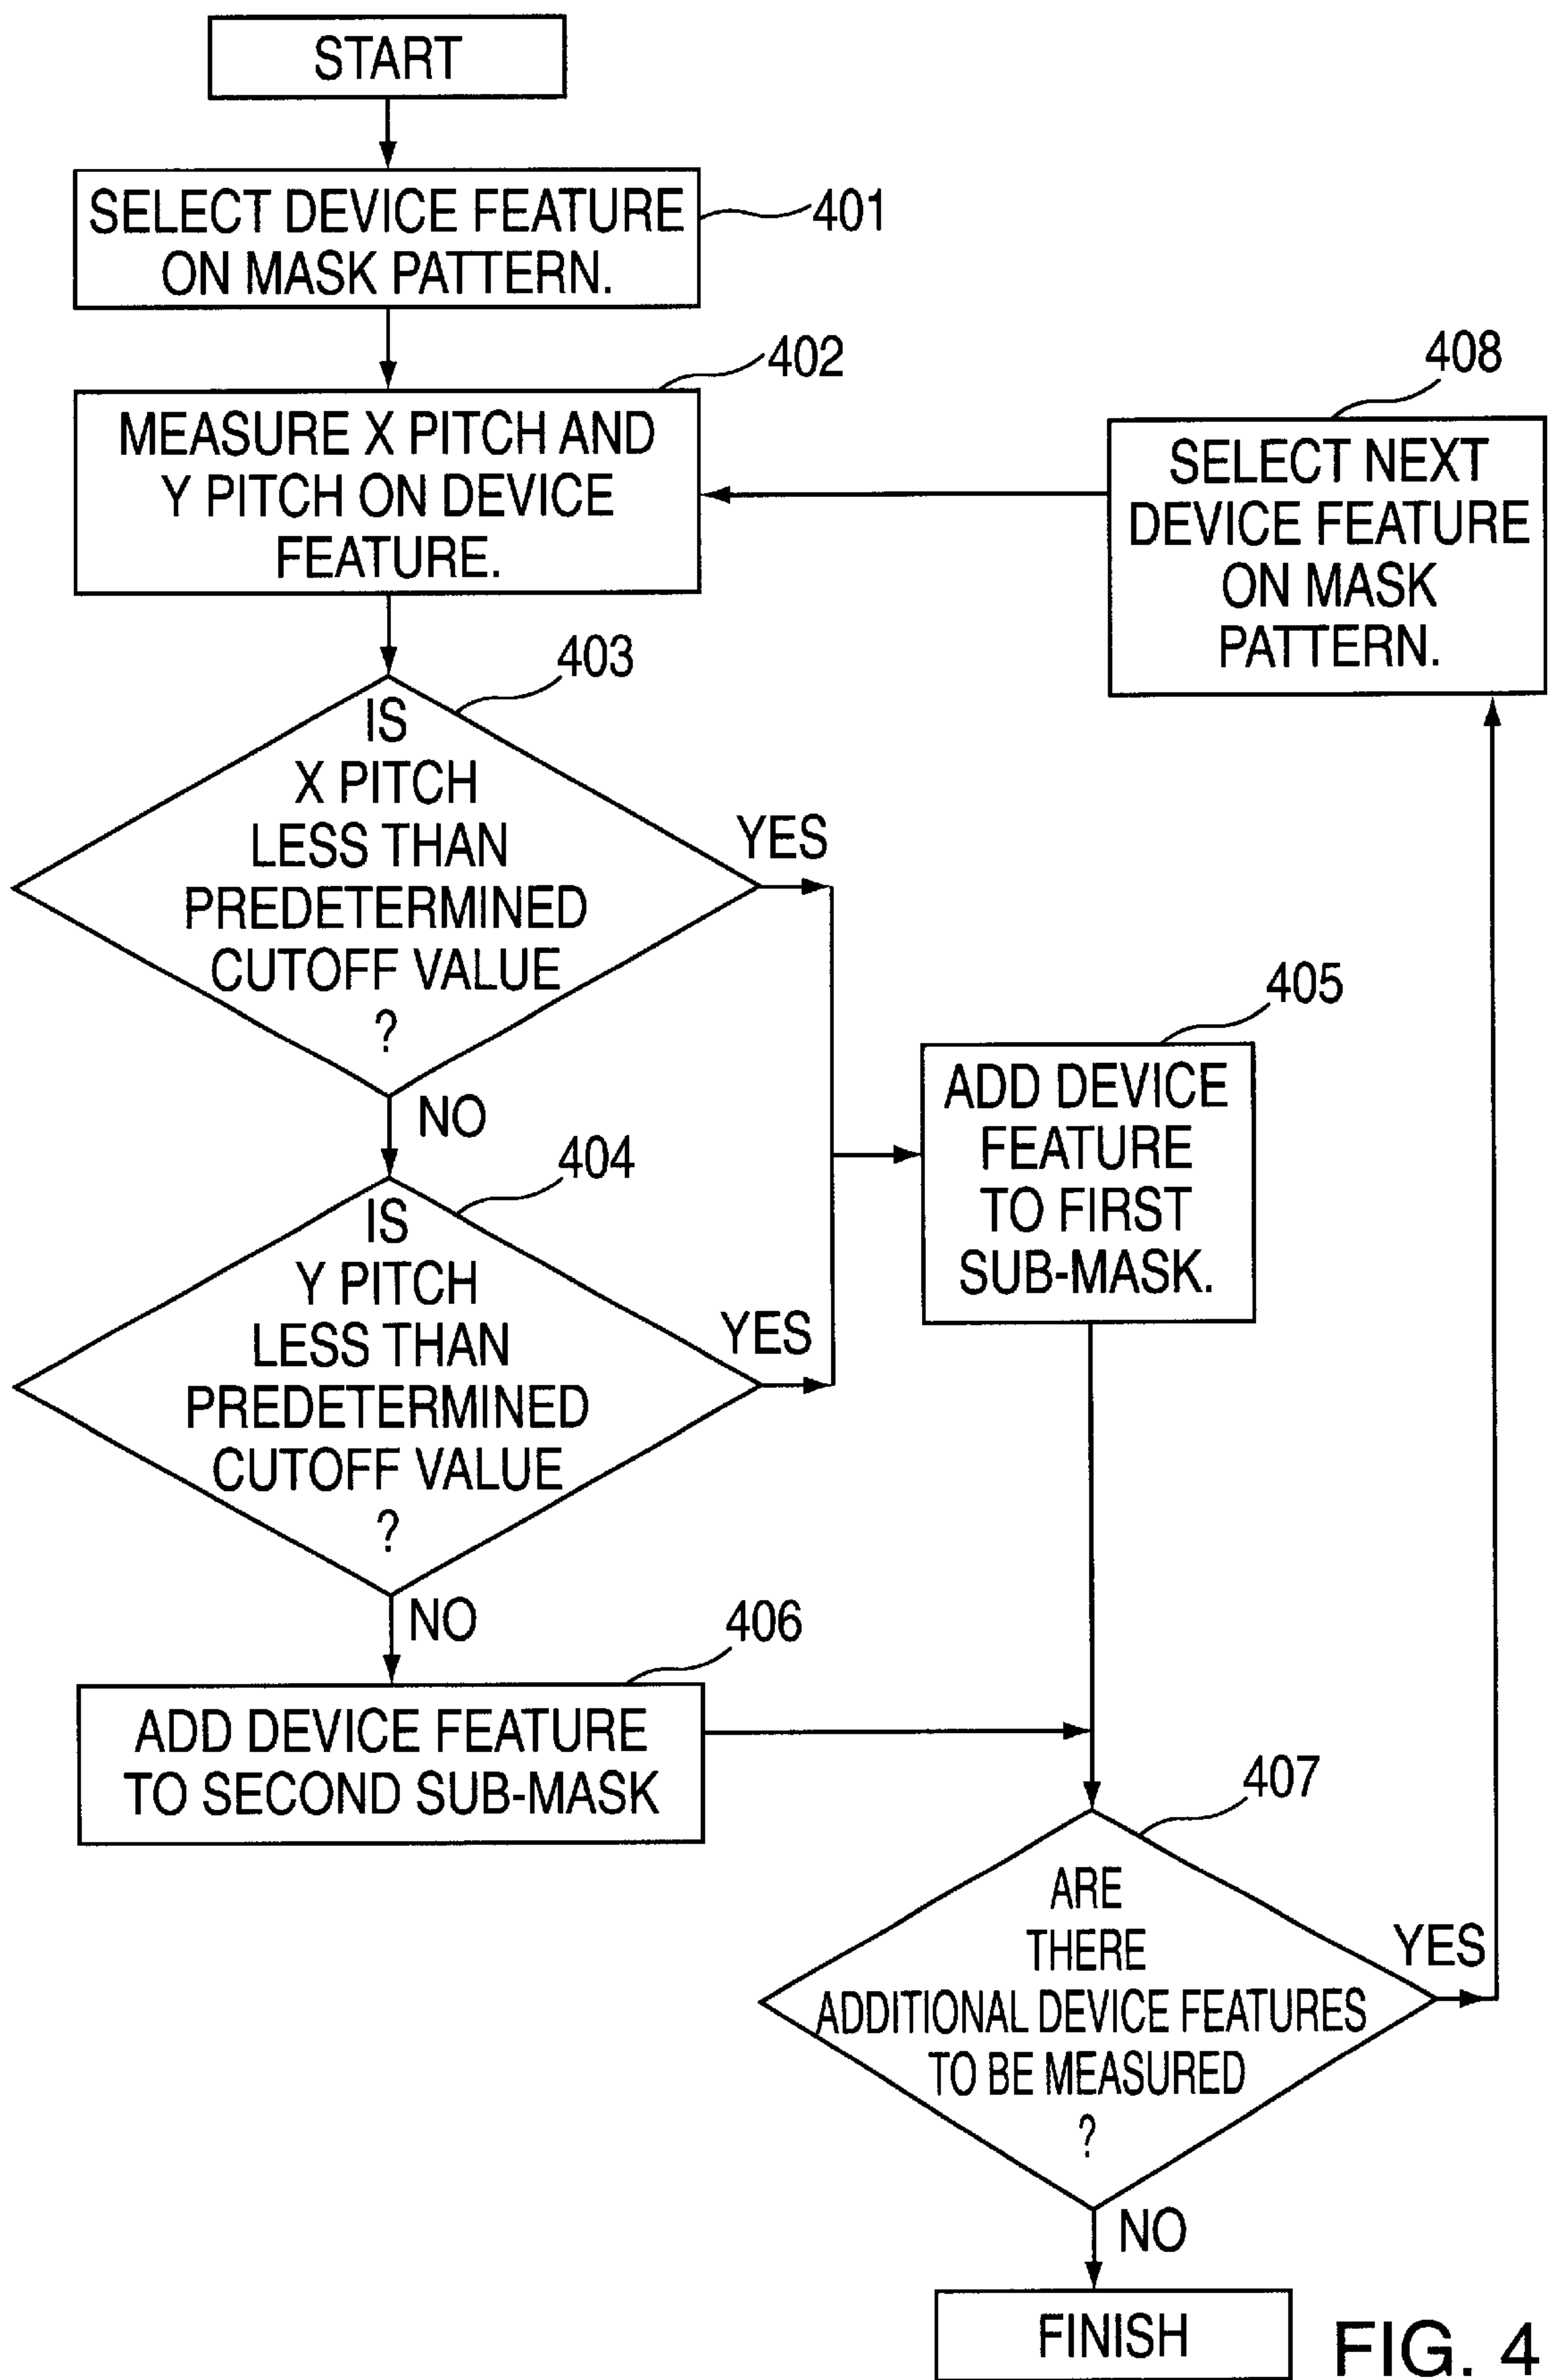 START
SELECT DEVICE FEATURE
ON MASK PATTERN.
401
MEASURE X PITCH AND
Y PITCH ON DEVICE
FEATURE.
402
408
SELECT NEXT
DEVICE FEATURE
ON MASK
PATTERN.
403
IS
X PITCH
LESS THAN
PREDETERMINED
CUTOFF VALUE
?
YES
NO
404
IS
Y PITCH
LESS THAN
PREDETERMINED
CUTOFF VALUE
?
YES
NO
405
ADD DEVICE
FEATURE
TO FIRST
SUB-MASK.
406
ADD DEVICE FEATURE
TO SECOND SUB-MASK
407
ARE
THERE
ADDITIONAL DEVICE FEATURES
TO BE MEASURED
?
YES
NO
FINISH
FIG. 4